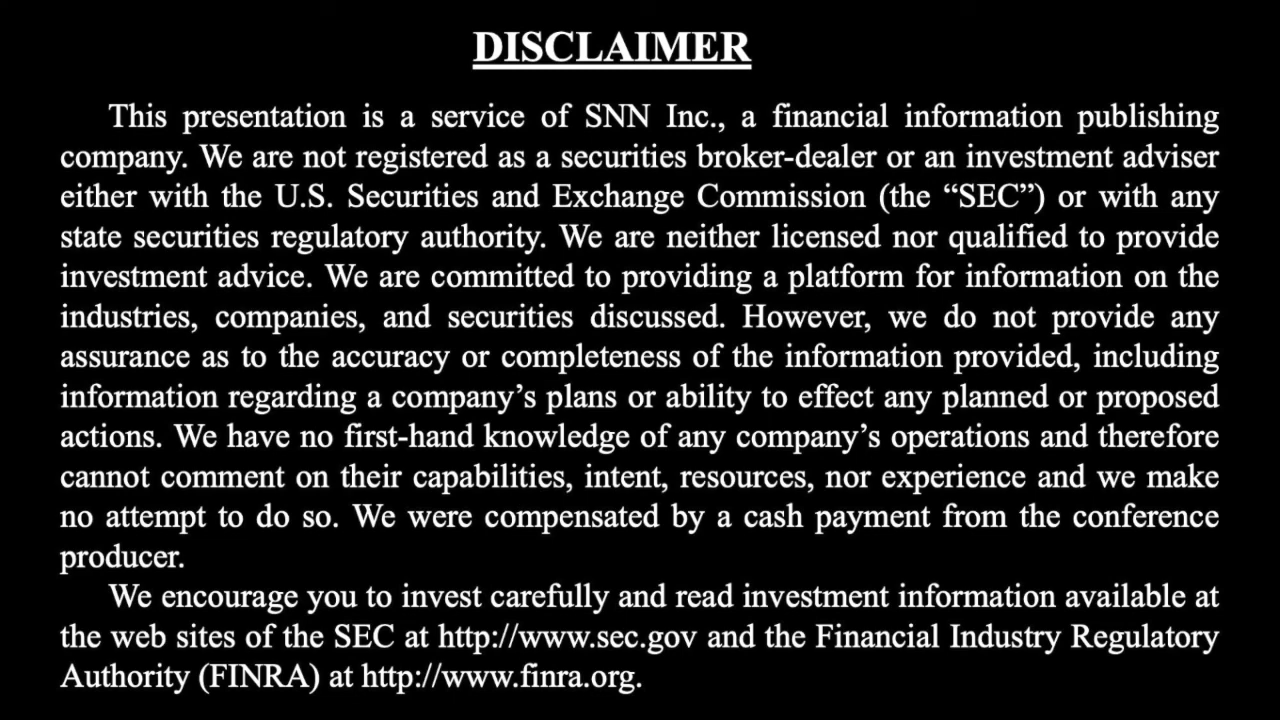 DISCLAIMER
This presentation is a service of SNN Inc., a financial information publishing
company. We are not registered as a securities broker-dealer or an investment adviser
either with the U.S. Securities and Exchange Commission (the “SEC”) or with any
state securities regulatory authority. We are neither licensed nor qualified to provide
investment advice. We are committed to providing a platform for information on the
industries, companies, and securities discussed. However, we do not provide any
assurance as to the accuracy or completeness of the information provided, including
information regarding a company’s plans or ability to effect any planned or proposed
actions. We have no first-hand knowledge of any company’s operations and therefore
cannot comment on their capabilities, intent, resources, nor experience and we make
no attempt to do so. We were compensated by a cash payment from the conference
producer.
We encourage you to invest carefully and read investment information available at
the web sites of the SEC at http://www.sec.gov and the Financial Industry Regulatory
Authority (FINRA) at http://www.finra.org.